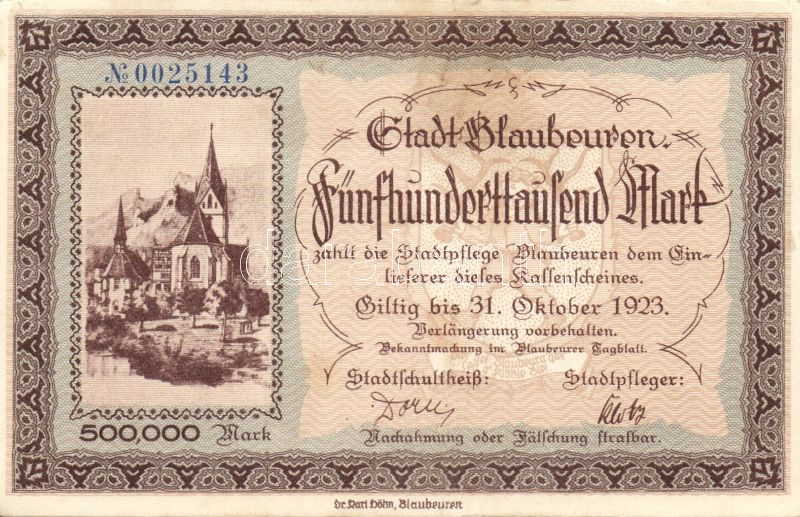 № 0025143
Stadt Blaubeuren.
Fünfhunderttausend Mark
zahlt die Stadtpflege Blaubeuren dem Ein-
lieferer dieses Kassenscheines.
Giltig bis 31. Oktober 1923.
Verlängerung vorbehalten.
Bekanntmachung im Blaubeurer Tagblatt.
Stadtschultheiß: Stadtpfleger:
500,000 Mark
Nachahmung oder Fälschung strafbar.
Dr. Karl Höhn, Blaubeuren